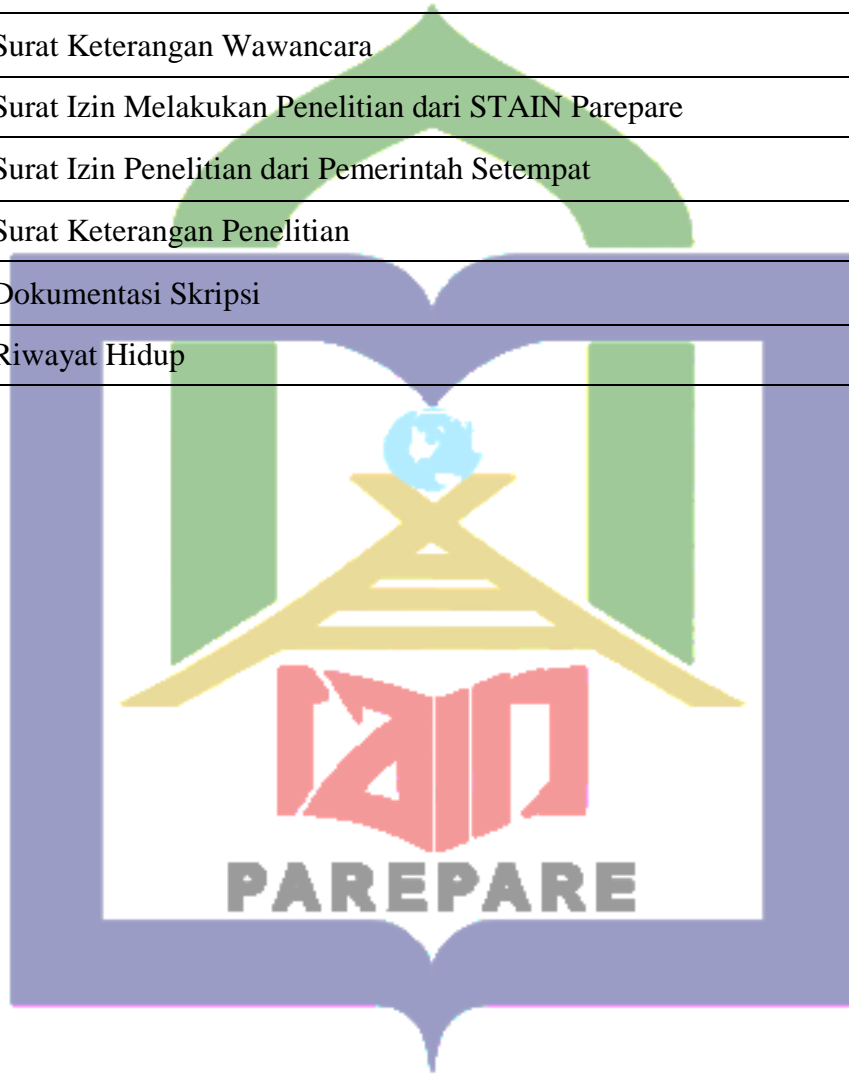 Surat Keterangan Wawancara
Surat Izin Melakukan Penelitian dari STAIN Parepare
Surat Izin Penelitian dari Pemerintah Setempat
Surat Keterangan Penelitian
Dokumentasi Skripsi
Riwayat Hidup
iain
PAREPARE